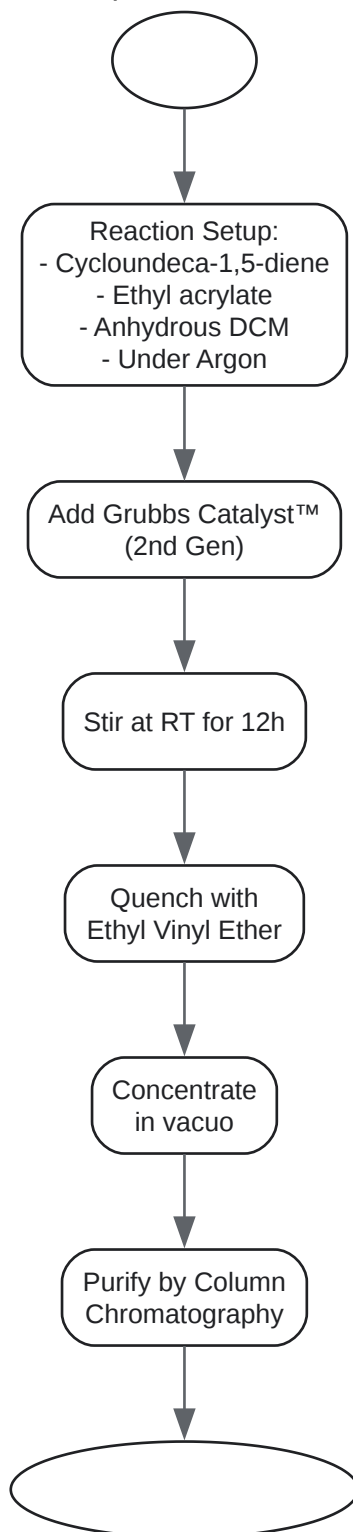 Reaction Setup:
- Cycloundeca-1,5-diene
- Ethyl acrylate
- Anhydrous DCM
- Under Argon
Add Grubbs Catalyst™
(2nd Gen)
Stir at RT for 12h
Quench with
Ethyl Vinyl Ether
Concentrate
in vacuo
Purify by Column
Chromatography